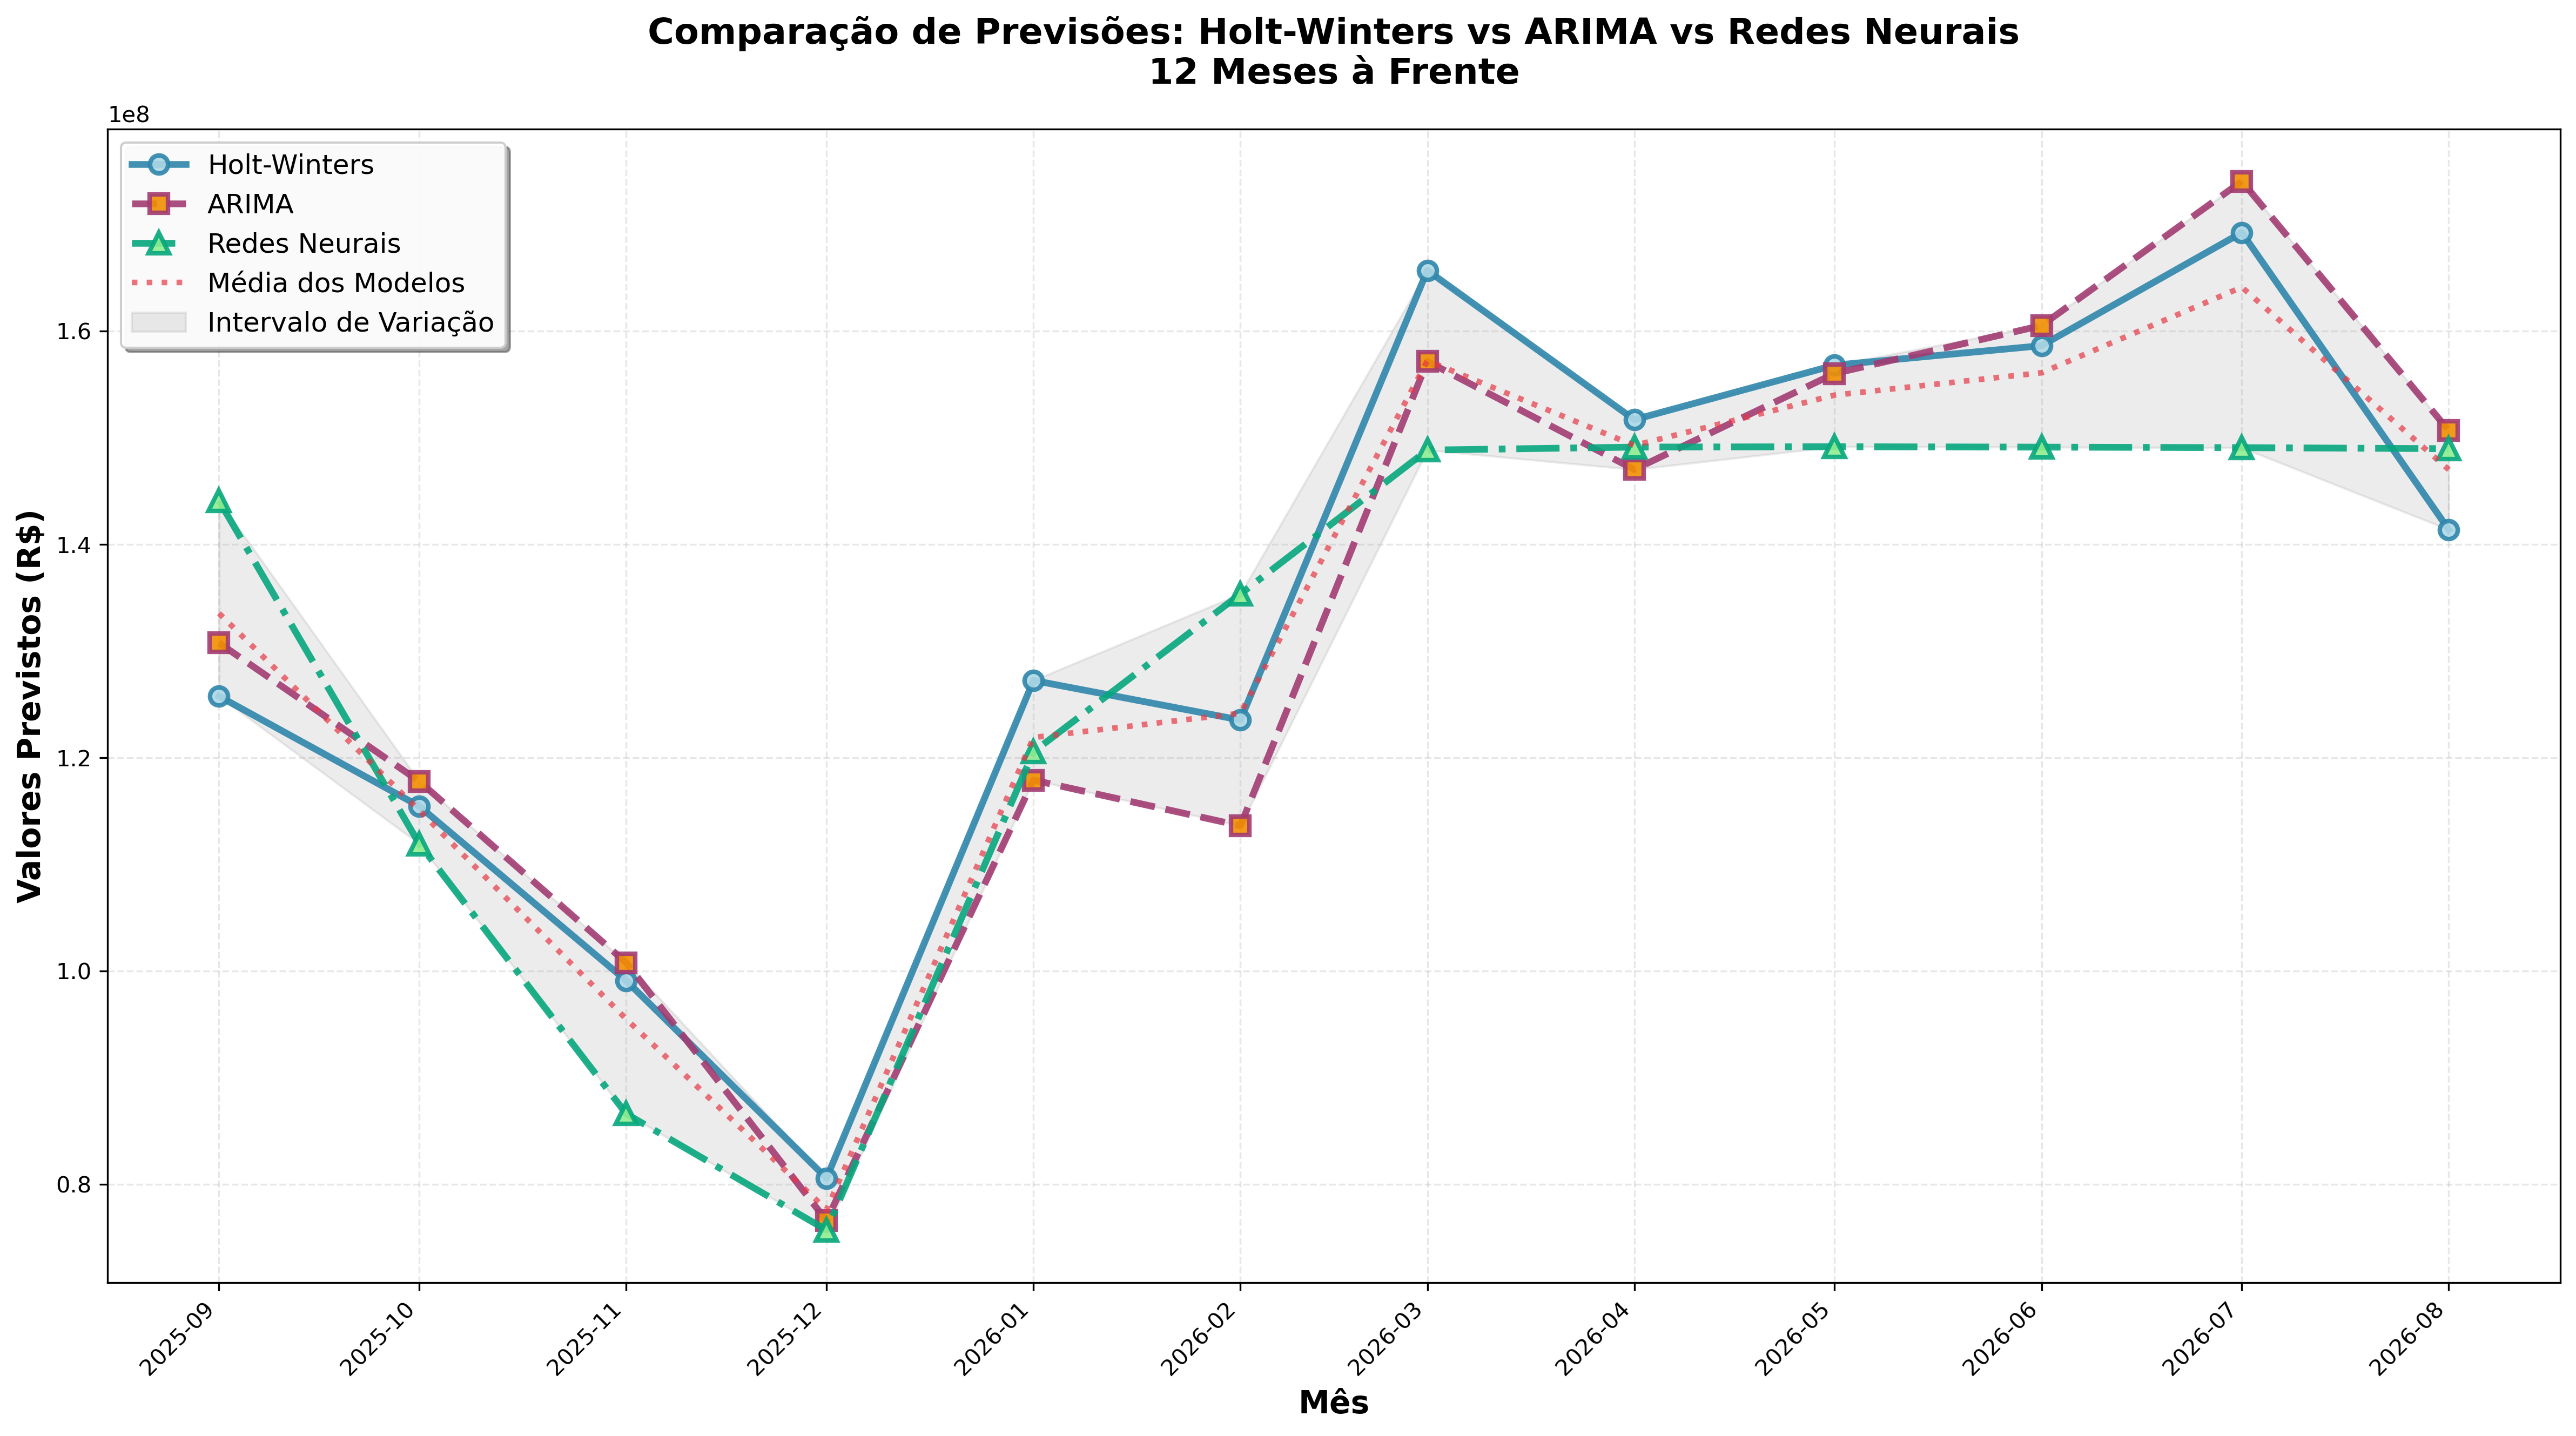 Comparação de Previsões: Holt-Winters vs ARIMA vs Redes Neurais
12 Meses à Frente
1e8
Holt-Winters
ARIMA
Redes Neurais
Média dos Modelos
Intervalo de Variação
1.6
1.4
1.2
1.0
0.8
Valores Previstos (R$)
2025-09
2025-10
2025-11
2025-12
2026-01
2026-02
2026-03
2026-04
2026-05
2026-06
2026-07
2026-08
Mês